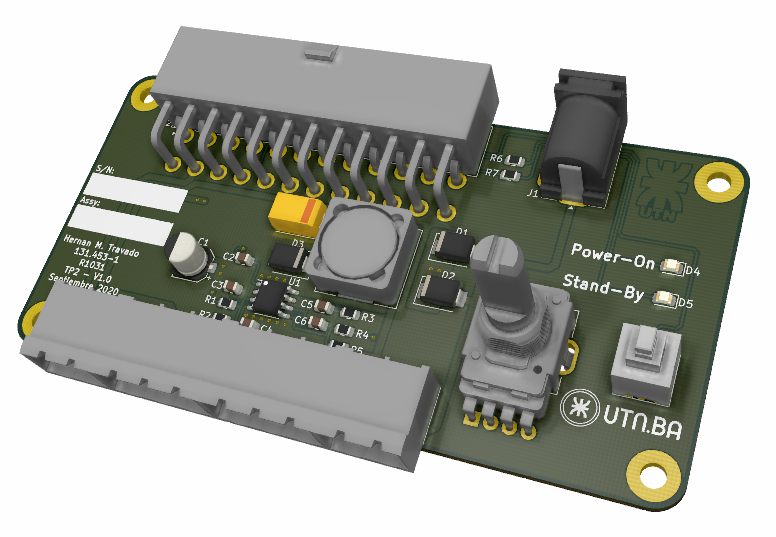 S/N:
Assy:
Hernan M. Travado
131.453-1
R1031
TP2 - V1.0
Septiembre 2020
C1
C2
D3
U1
C3
R1
R2
C4
C5
C6
R3
R4
R5
D1
D2
R6
R7
J1
UTN
Power-On
D4
Stand-By
D5
UTN.BA